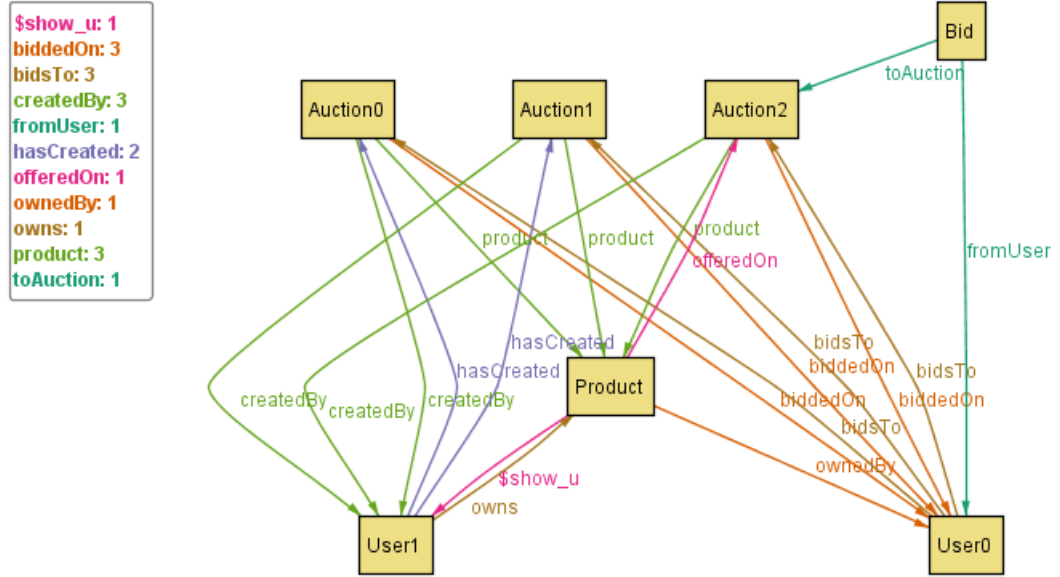 $show_u: 1
biddedOn: 3
bidsTo: 3
createdBy: 3
fromUser: 1
hasCreated: 2
offeredOn: 1
ownedBy: 1
owns: 1
product: 3
toAuction: 1
Bid
toAuction
Auction0
Auction1
Auction2
product
product
product
offeredOn
fromUser
hasCreated
bidsTo
hasCreated
biddedOn
bidsTo
Product
createdBy
createdBy
createdBy
biddedOn
biddedOn
bidsTo
ownedBy
$show_u
owns
User1
User0